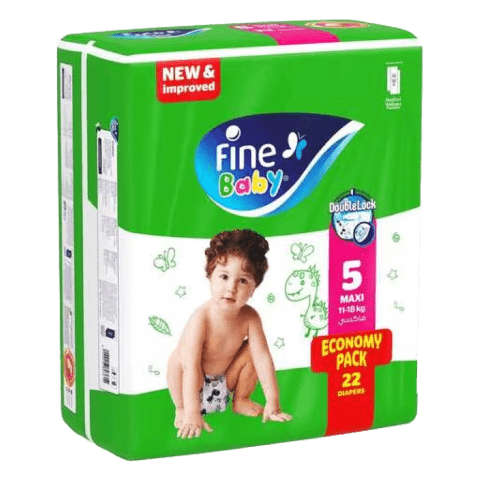 NEW &
improved
fine
Baby®
DoubleLock
5
MAXI
11-18 kg
ماكسي
ECONOMY
PACK
22
DIAPERS